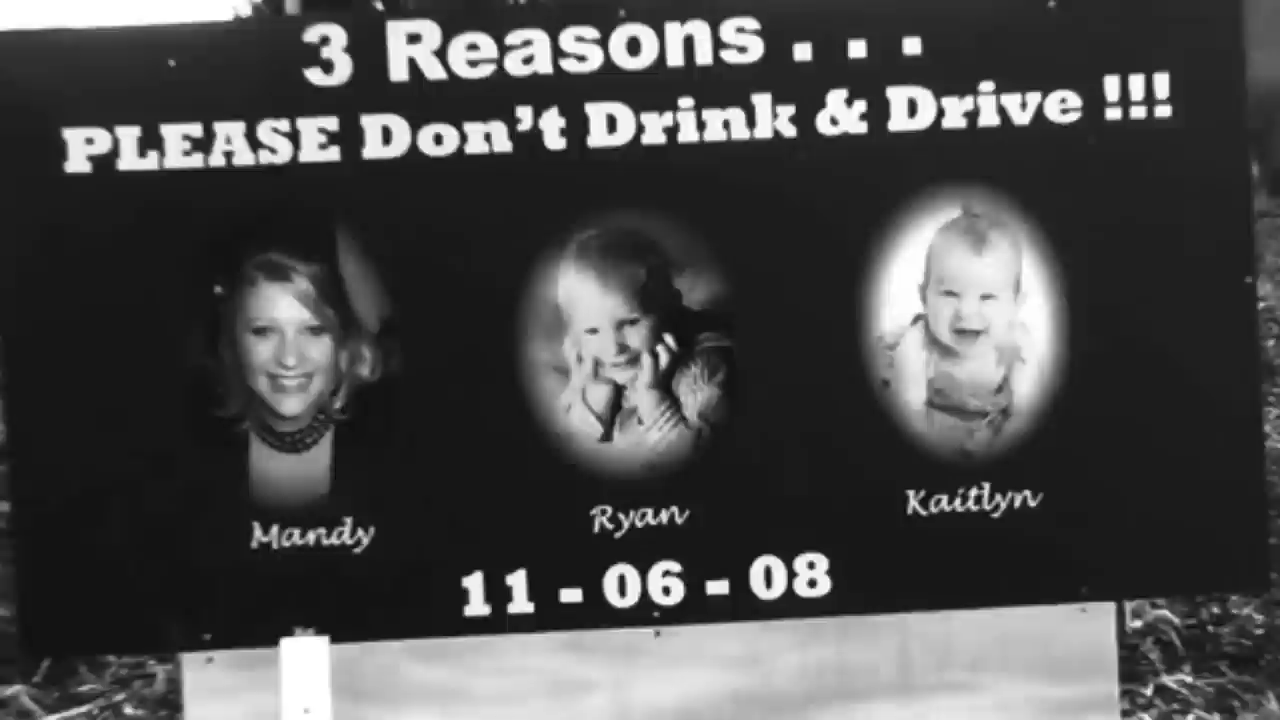 3 Reasons . . .
PLEASE Don't Drink & Drive !!!
Mandy
Ryan
Kaitlyn
11 - 06 - 08